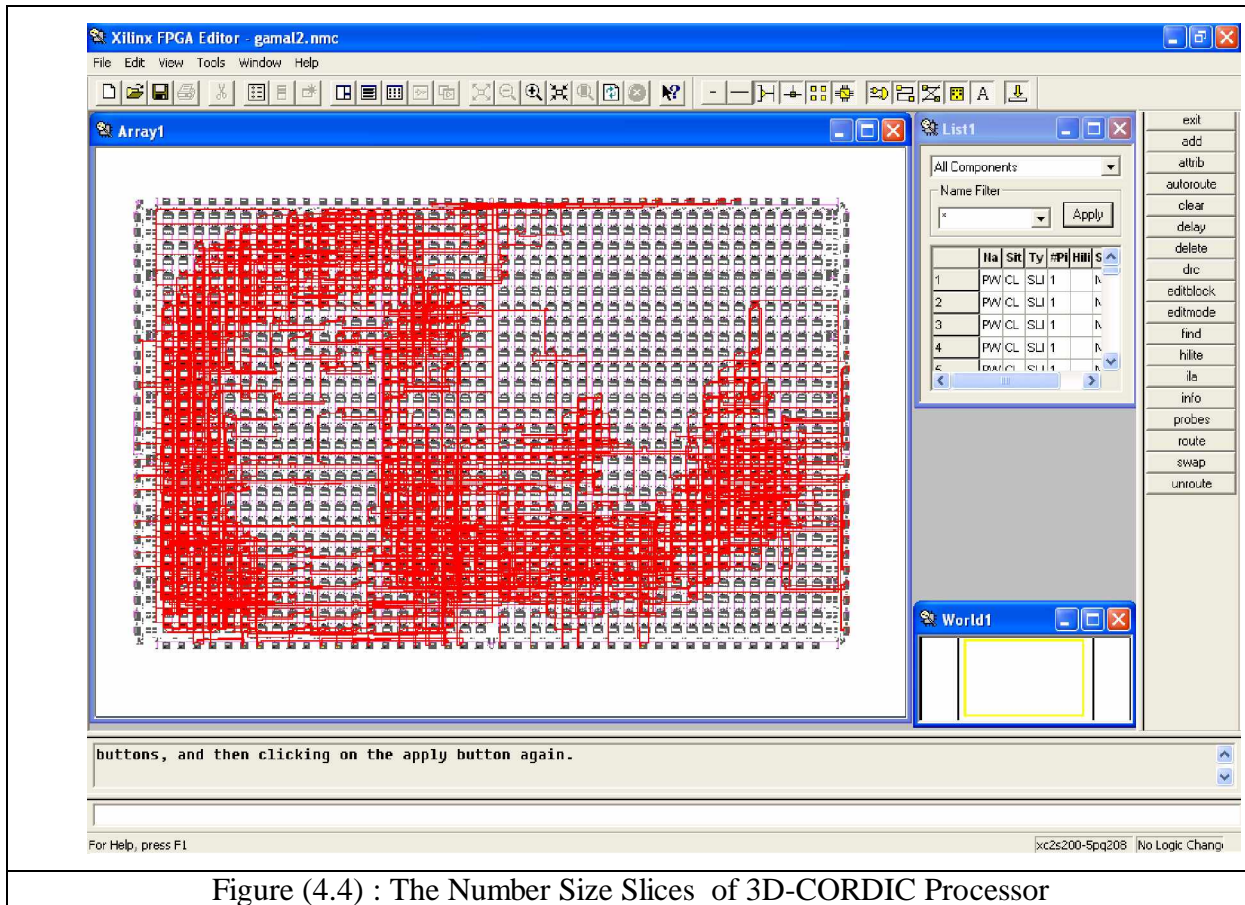 Xilinx FPGA Editor - gamal2.nmc
File Edit View Tools Window Help
A
Array1
List1
All Components
Name Filter
*
Apply
Na Sit Ty #Pi Hili S
1 PW CL SLI 1 N
2 PW CL SLI 1 N
3 PW CL SLI 1 N
4 PW CL SLI 1 N
World1
exit
add
attrib
autoroute
clear
delay
delete
drc
editblock
editmode
find
hilite
ila
info
probes
route
swap
unroute
buttons, and then clicking on the apply button again.
For Help, press F1
xc2s200-5pq208 No Logic Chang
Figure (4.4) : The Number Size Slices of 3D-CORDIC Processor